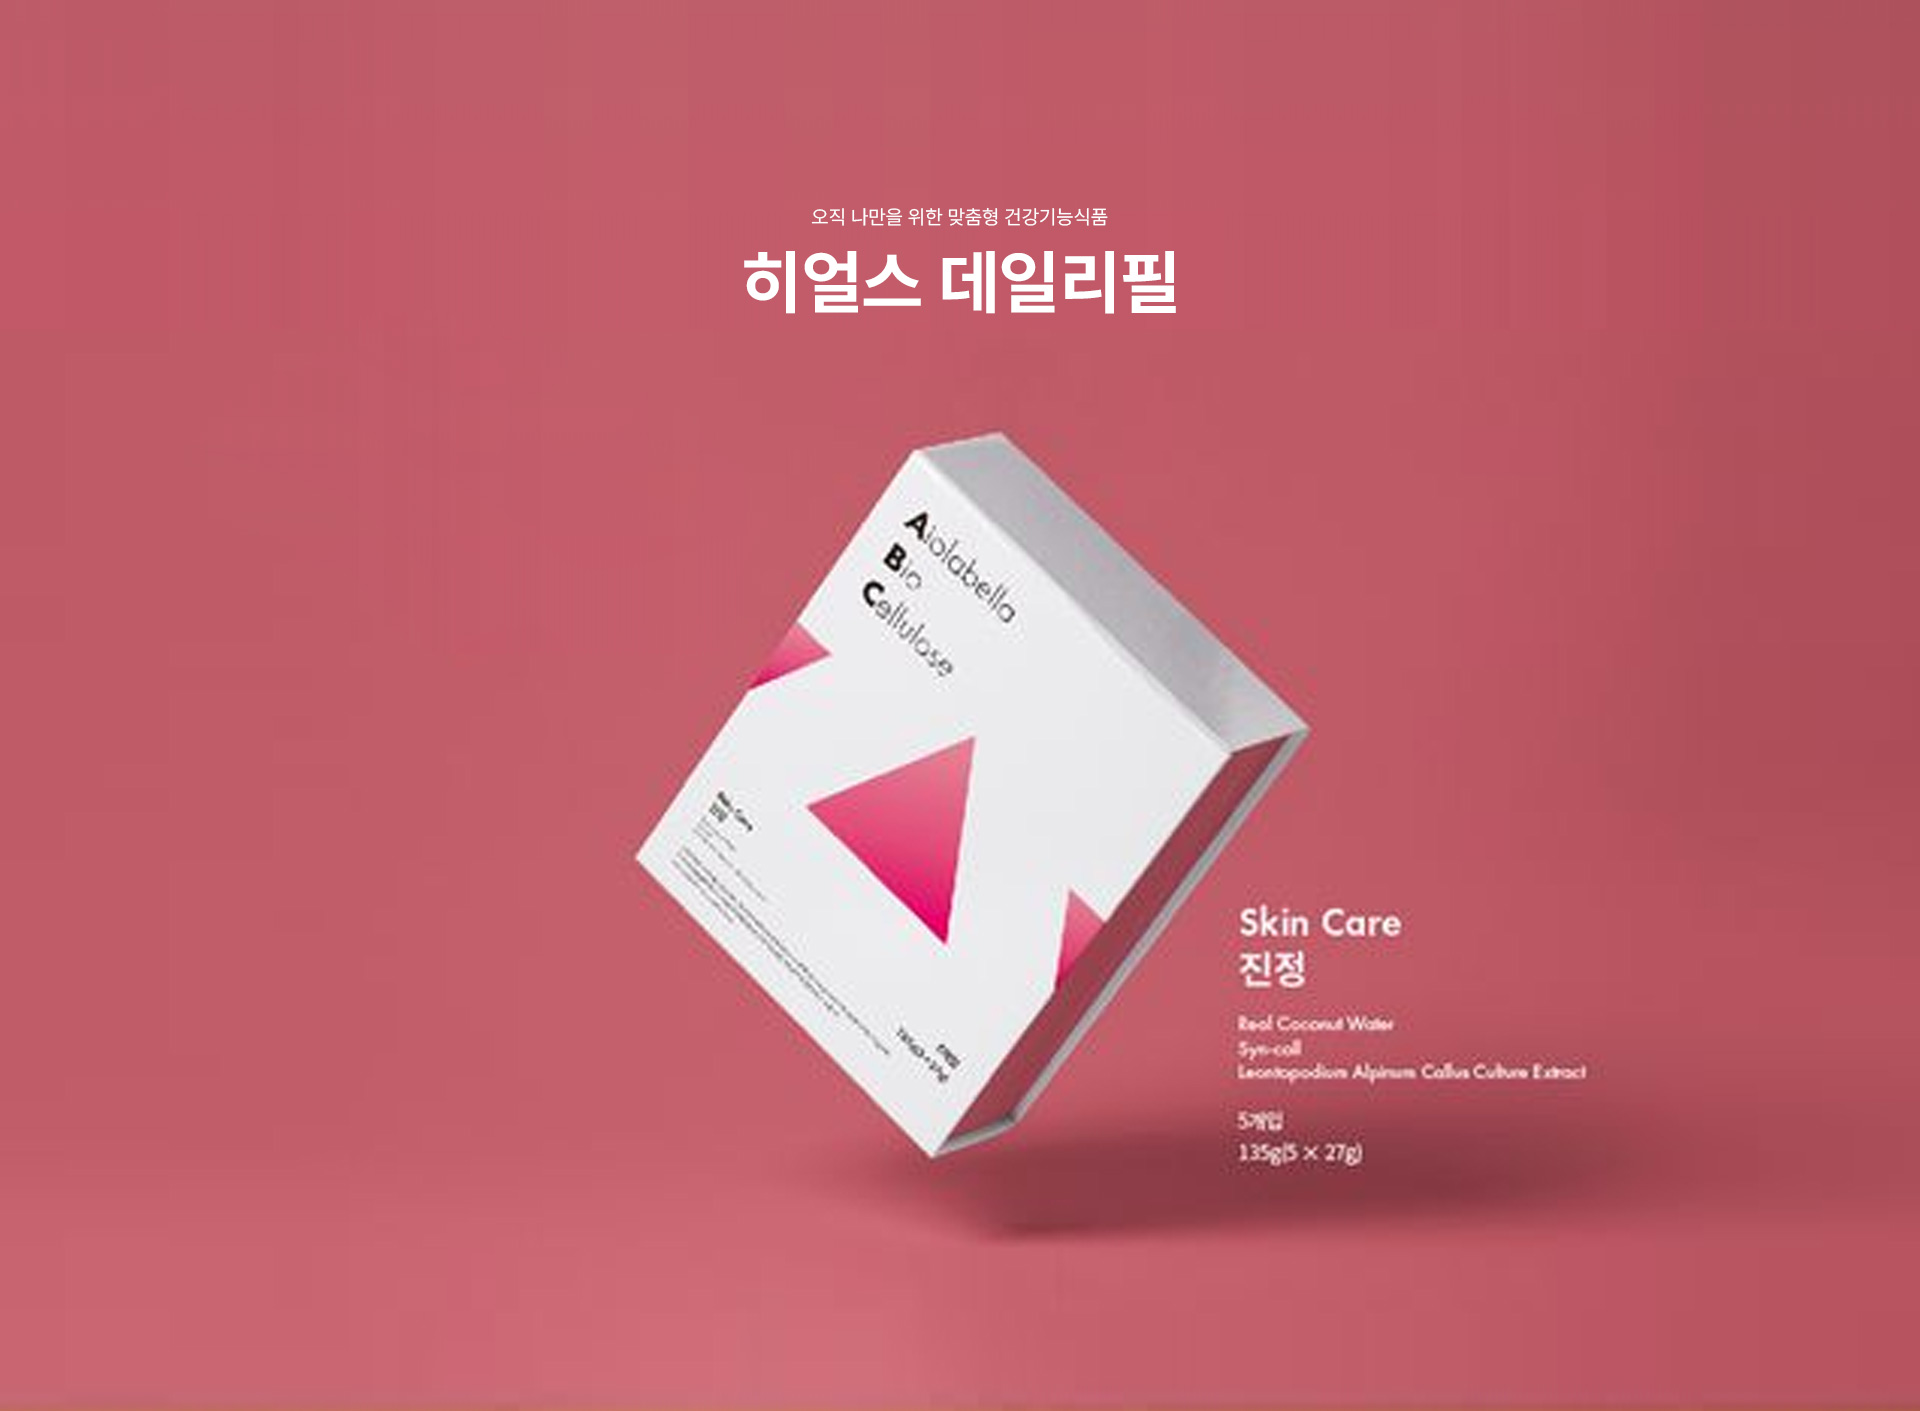 오직 나만을 위한 맞춤형 건강기능식품
히얼스 데일리필
Aiolabella
Bio
Cellulose
Skin Care
진정
Real Coconut Water
Syn-coll
Leontopodium Alpinum Callus Culture Extract
5개입
135g(5 × 27g)